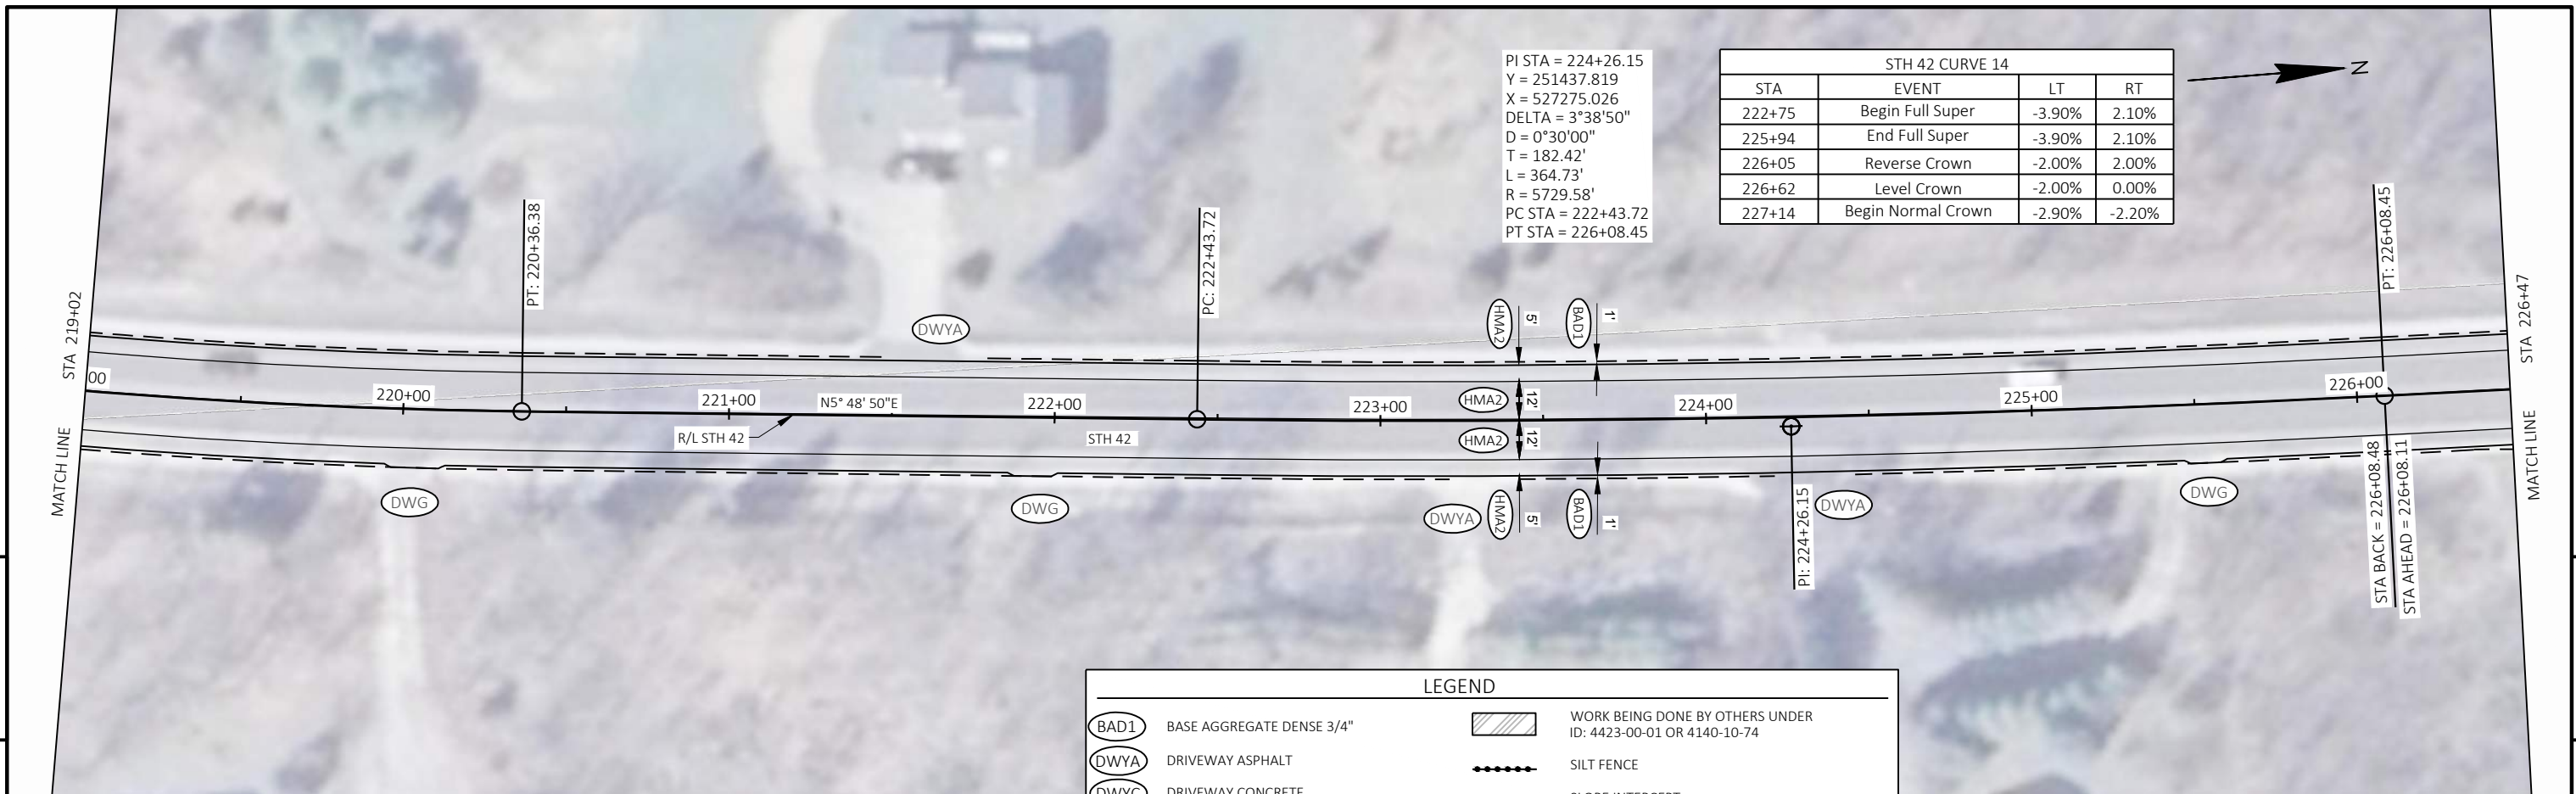 PI STA = 224+26.15
Y = 251437.819
X = 527275.026
DELTA = 3°38'50"
D = 0°30'00"
T = 182.42'
L = 364.73'
R = 5729.58'
PC STA = 222+43.72
PT STA = 226+08.45
STH 42 CURVE 14
STA EVENT LT RT
222+75 Begin Full Super -3.90% 2.10%
225+94 End Full Super -3.90% 2.10%
226+05 Reverse Crown -2.00% 2.00%
226+62 Level Crown -2.00% 0.00%
227+14 Begin Normal Crown -2.90% -2.20%
N
MATCH LINE STA 219+02
00
220+00
PT: 220+36.38
221+00
R/L STH 42
N5° 48' 50"E
DWYA
222+00
STH 42
PC: 222+43.72
223+00
HMA2 5'
BAD1 1'
HMA2 12'
HMA2 12'
HMA2 5'
BAD1 1'
224+00
PI: 224+26.15
225+00
226+00
PT: 226+08.45
STA BACK = 226+08.48
STA AHEAD = 226+08.11
MATCH LINE STA 226+47
DWG
DWG
DWYA
DWYA
DWG
LEGEND
BAD1 BASE AGGREGATE DENSE 3/4"
WORK BEING DONE BY OTHERS UNDER
ID: 4423-00-01 OR 4140-10-74
DWYA DRIVEWAY ASPHALT
SILT FENCE
DWYC DRIVEWAY CONCRETE
SLOPE INTERCEPT